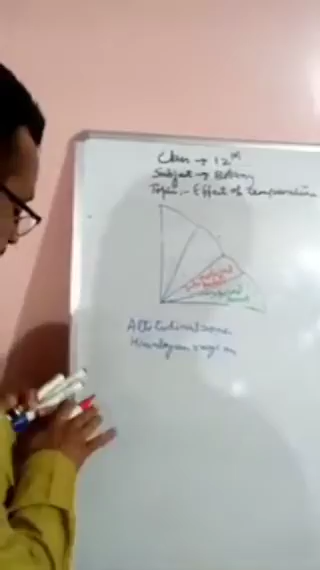 Class → 12th
Subject → Botany
Topic :- Effect of temperature
Altitudinal zone
Himalayan region